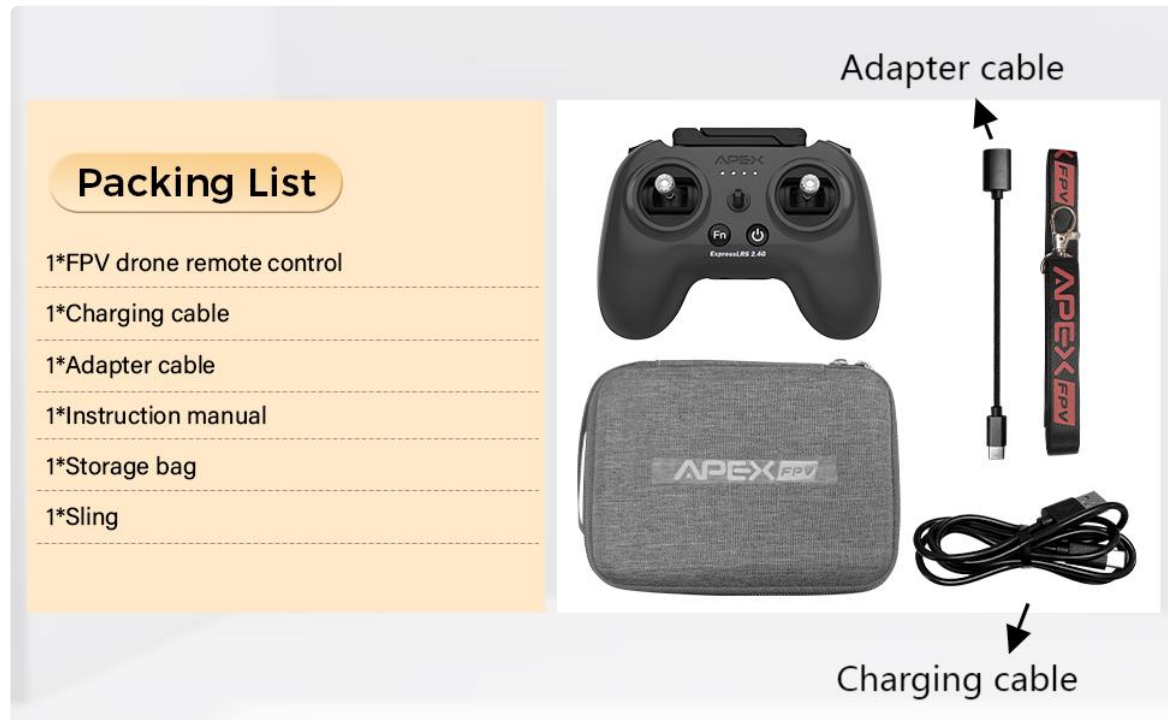 Adapter cable
Packing List
1*FPV drone remote control
1*Charging cable
1*Adapter cable
1*Instruction manual
1*Storage bag
1*Sling
APEX
Fn
ExpressLRS 2.4G
FPV
APEX FPV
APEX FPV
Charging cable